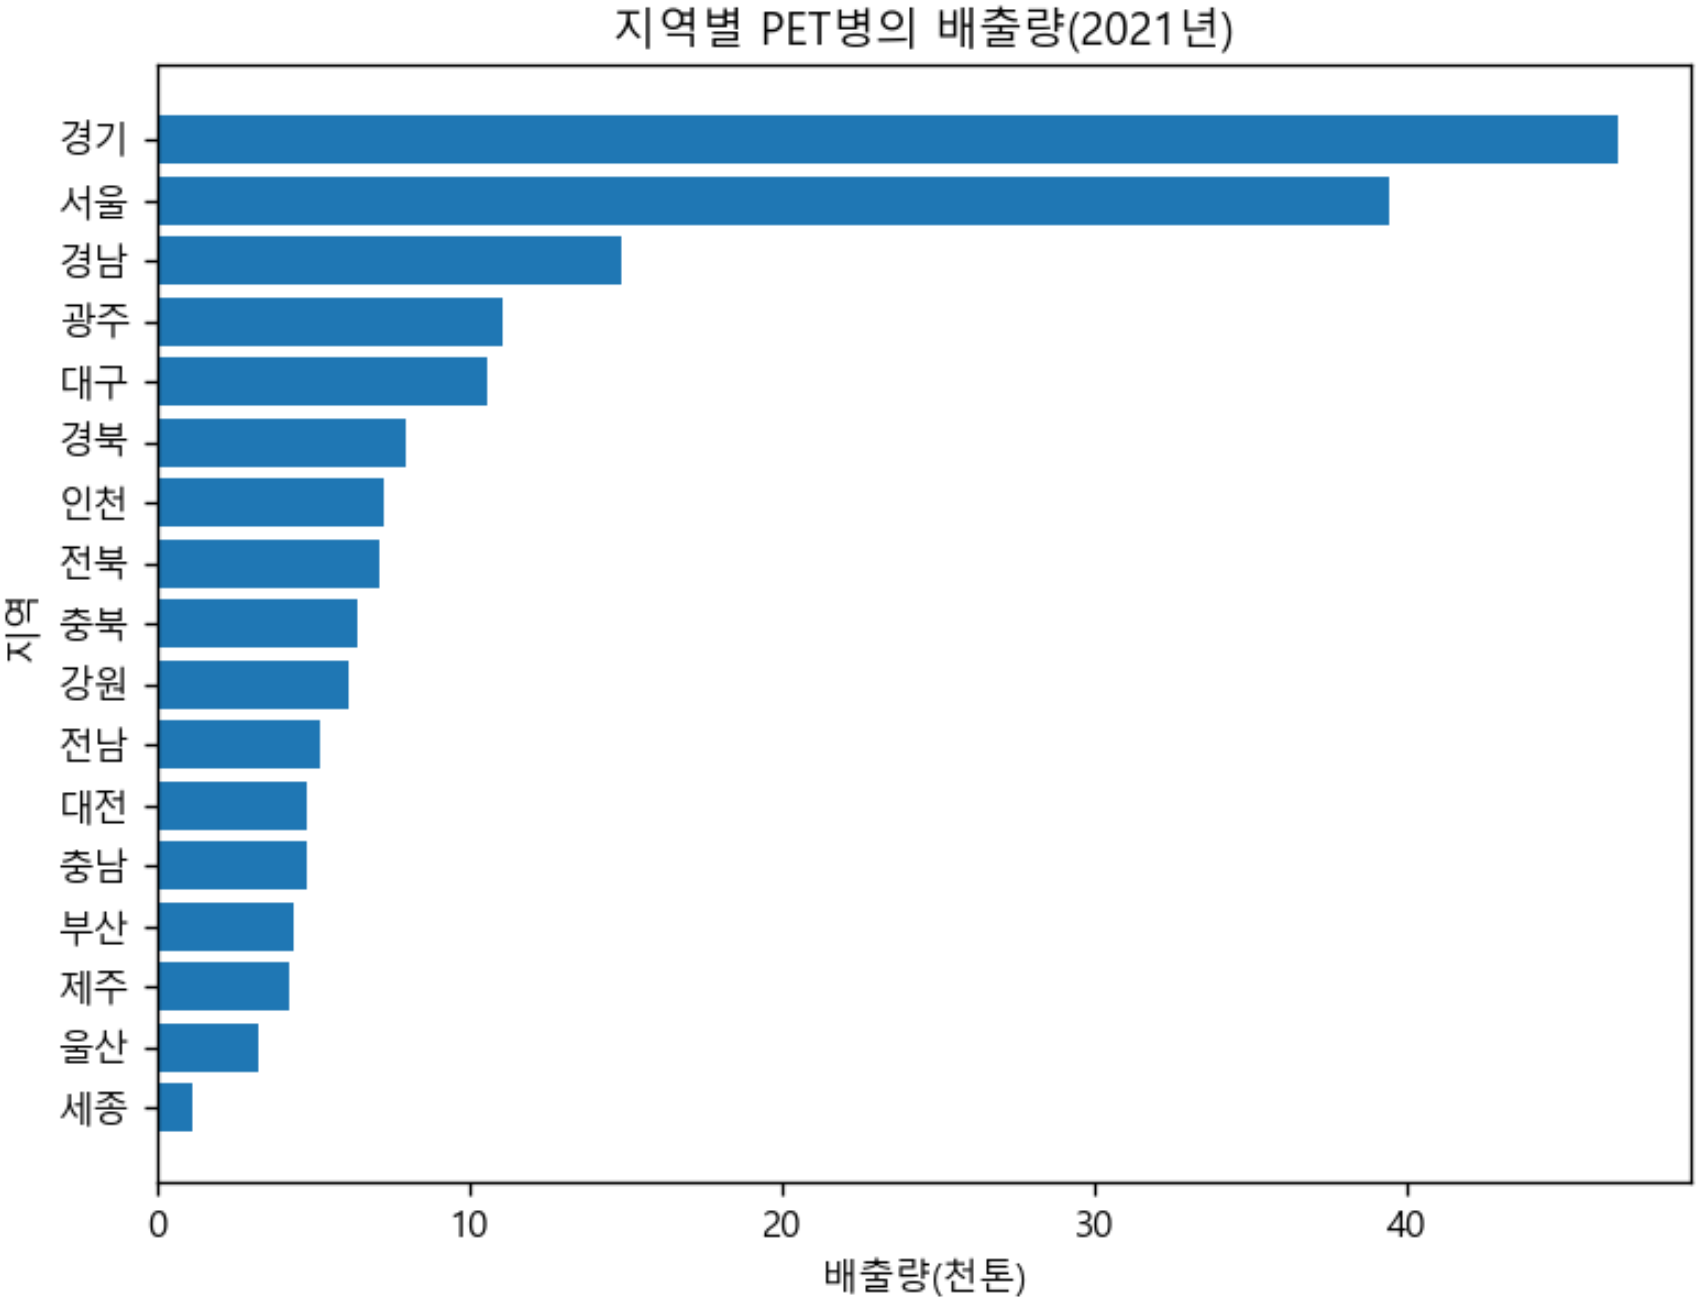 지역별 PET병의 배출량(2021년)
경기
서울
경남
광주
대구
경북
인천
전북
충북
강원
전남
대전
충남
부산
제주
울산
세종
지역
0 10 20 30 40
배출량(천톤)